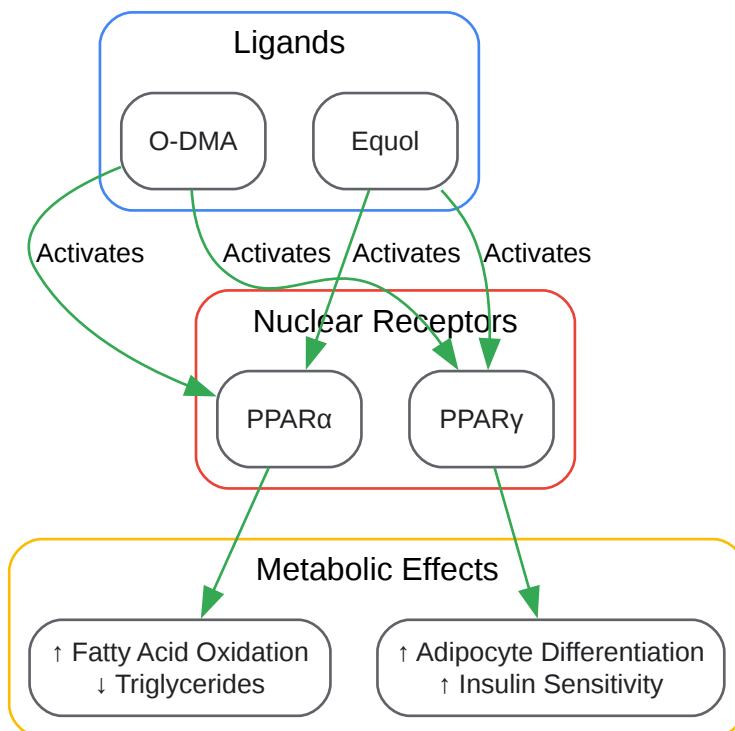 Ligands
O-DMA
Equol
Activates
Activates
Activates
Activates
Nuclear Receptors
PPARα
PPARγ
Metabolic Effects
↑ Fatty Acid Oxidation
↓ Triglycerides
↑ Adipocyte Differentiation
↑ Insulin Sensitivity